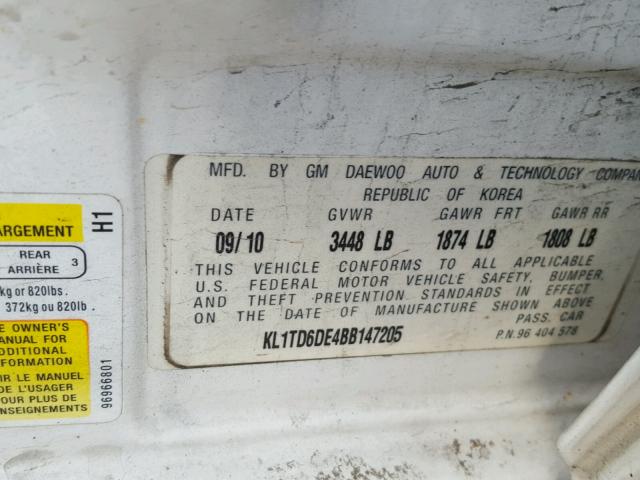 MFD. BY GM DAEWOO AUTO & TECHNOLOGY COMPAN
REPUBLIC OF KOREA
DATE GVWR GAWR FRT GAWR RR
09/10 3448 LB 1874 LB 1808 LB
THIS VEHICLE CONFORMS TO ALL APPLICABLE
U.S. FEDERAL MOTOR VEHICLE SAFETY, BUMPER,
AND THEFT PREVENTION STANDARDS IN EFFECT
ON THE DATE OF MANUFACTURE SHOWN ABOVE
PASS. CAR
KL1TD6DE4BB147205
P.N.96 404 578
ARGEMENT
H1
REAR
ARRIÈRE 3
kg or 820lbs.
372kg ou 820lb.
E OWNER'S
ANUAL FOR
DDITIONAL
FORMATION
IR LE MANUEL
DE L'USAGER
POUR PLUS DE
NSEIGNEMENTS
96966801